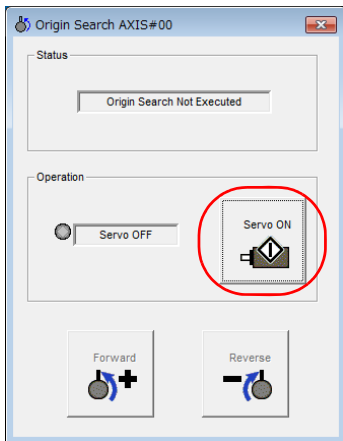 Origin Search AXIS#00
Status
Origin Search Not Executed
Operation
Servo OFF
Servo ON
Forward
Reverse